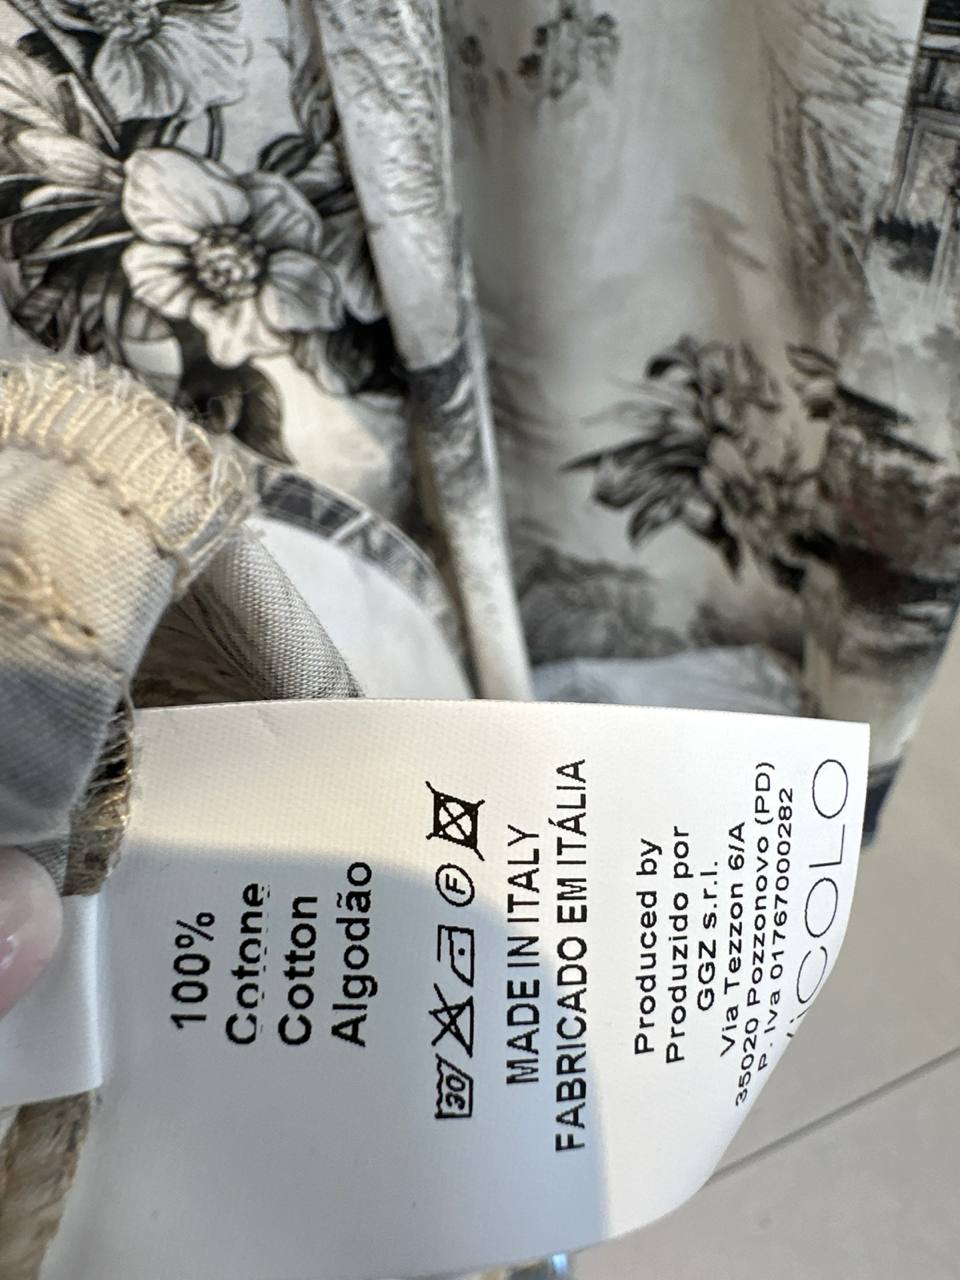 100%
Cotone
Cotton
Algodão
30 F
MADE IN ITALY
FABRICADO EM ITÁLIA
Produced by
Produzido por
GGZ s.r.l.
Via Tezzon 6/A
35020 Pozzonovo (PD)
P. Iva 01767000282